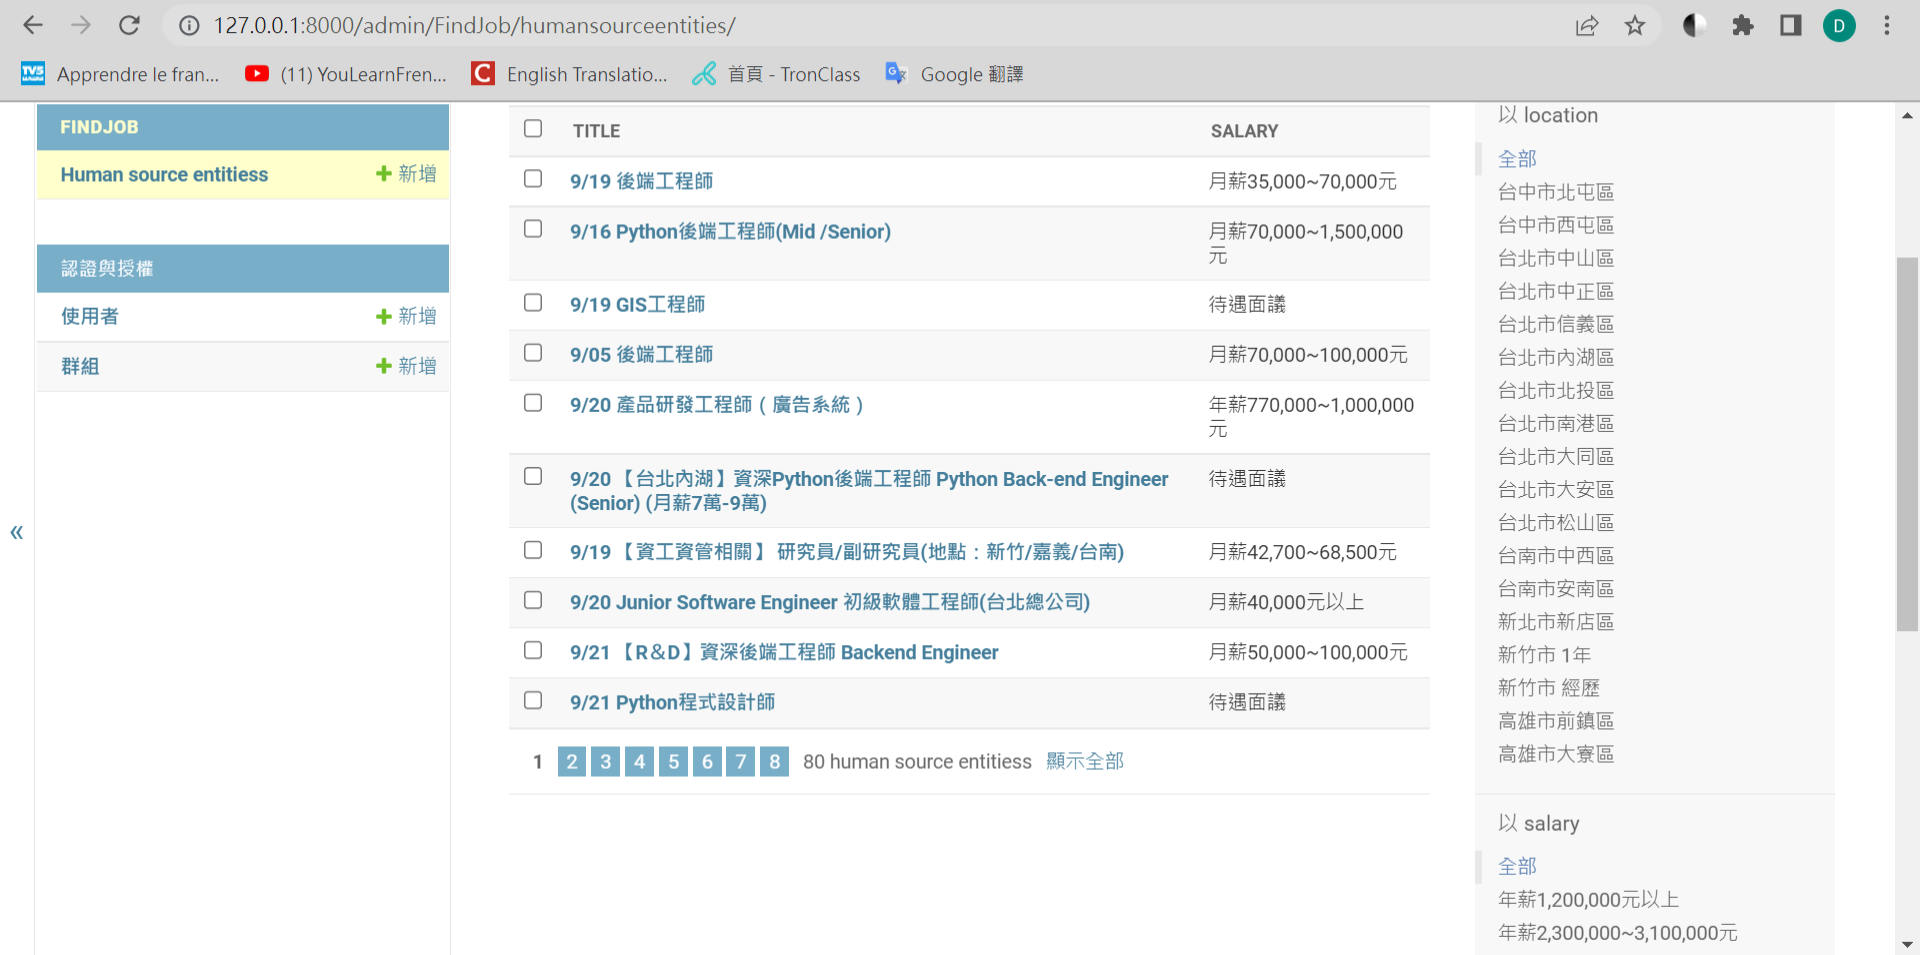 127.0.0.1:8000/admin/FindJob/humansourceentities/
D
TV5 Apprendre le fran...
(11) YouLearnFren...
C English Translatio...
首頁 - TronClass
Google 翻譯
FINDJOB
Human source entitiess 新增
認證與授權
使用者 新增
群組 新增
«
TITLE SALARY
9/19 後端工程師 月薪35,000~70,000元
9/16 Python後端工程師(Mid /Senior) 月薪70,000~1,500,000
元
9/19 GIS工程師 待遇面議
9/05 後端工程師 月薪70,000~100,000元
9/20 產品研發工程師（廣告系統） 年薪770,000~1,000,000
元
9/20 【台北內湖】資深Python後端工程師 Python Back-end Engineer 待遇面議
(Senior) (月薪7萬-9萬)
9/19 【資工資管相關】 研究員/副研究員(地點：新竹/嘉義/台南) 月薪42,700~68,500元
9/20 Junior Software Engineer 初級軟體工程師(台北總公司) 月薪40,000元以上
9/21 【R＆D】資深後端工程師 Backend Engineer 月薪50,000~100,000元
9/21 Python程式設計師 待遇面議
1 2 3 4 5 6 7 8 80 human source entitiess 顯示全部
以 location
全部
台中市北屯區
台中市西屯區
台北市中山區
台北市中正區
台北市信義區
台北市內湖區
台北市北投區
台北市南港區
台北市大同區
台北市大安區
台北市松山區
台南市中西區
台南市安南區
新北市新店區
新竹市 1年
新竹市 經歷
高雄市前鎮區
高雄市大寮區
以 salary
全部
年薪1,200,000元以上
年薪2,300,000~3,100,000元